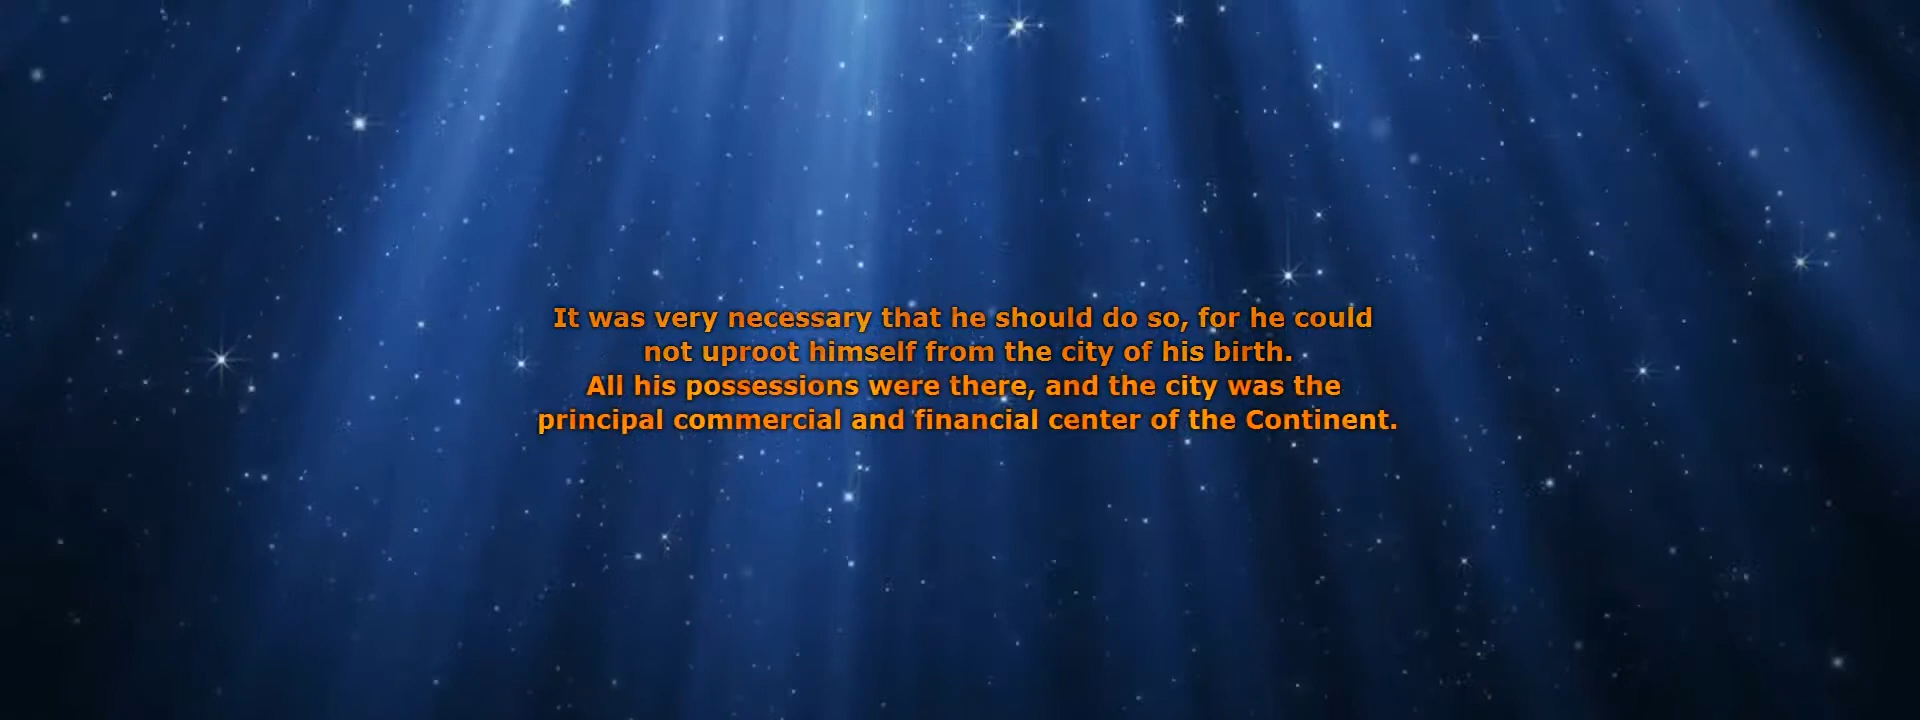 It was very necessary that he should do so, for he could
not uproot himself from the city of his birth.
All his possessions were there, and the city was the
principal commercial and financial center of the Continent.